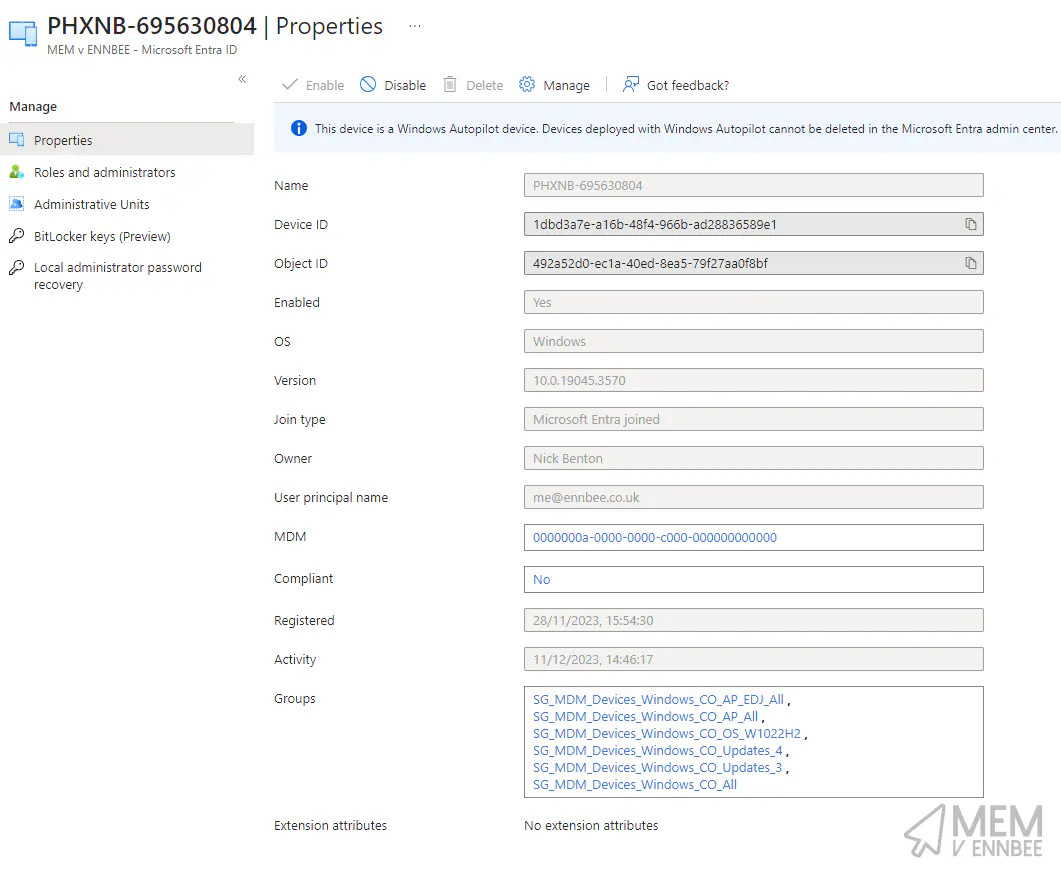 PHXNB-695630804 | Properties ...
MEM v ENNBEE - Microsoft Entra ID
«
Manage
Properties
Roles and administrators
Administrative Units
BitLocker keys (Preview)
Local administrator password
recovery
Enable Disable Delete Manage Got feedback?
This device is a Windows Autopilot device. Devices deployed with Windows Autopilot cannot be deleted in the Microsoft Entra admin center.
Name PHXNB-695630804
Device ID 1dbd3a7e-a16b-48f4-966b-ad28836589e1
Object ID 492a52d0-ec1a-40ed-8ea5-79f27aa0f8bf
Enabled Yes
OS Windows
Version 10.0.19045.3570
Join type Microsoft Entra joined
Owner Nick Benton
User principal name me@ennbee.co.uk
MDM 0000000a-0000-0000-c000-000000000000
Compliant No
Registered 28/11/2023, 15:54:30
Activity 11/12/2023, 14:46:17
Groups SG_MDM_Devices_Windows_CO_AP_EDJ_All ,
SG_MDM_Devices_Windows_CO_AP_All ,
SG_MDM_Devices_Windows_CO_OS_W1022H2 ,
SG_MDM_Devices_Windows_CO_Updates_4 ,
SG_MDM_Devices_Windows_CO_Updates_3 ,
SG_MDM_Devices_Windows_CO_All
Extension attributes No extension attributes
MEM
V ENNBEE